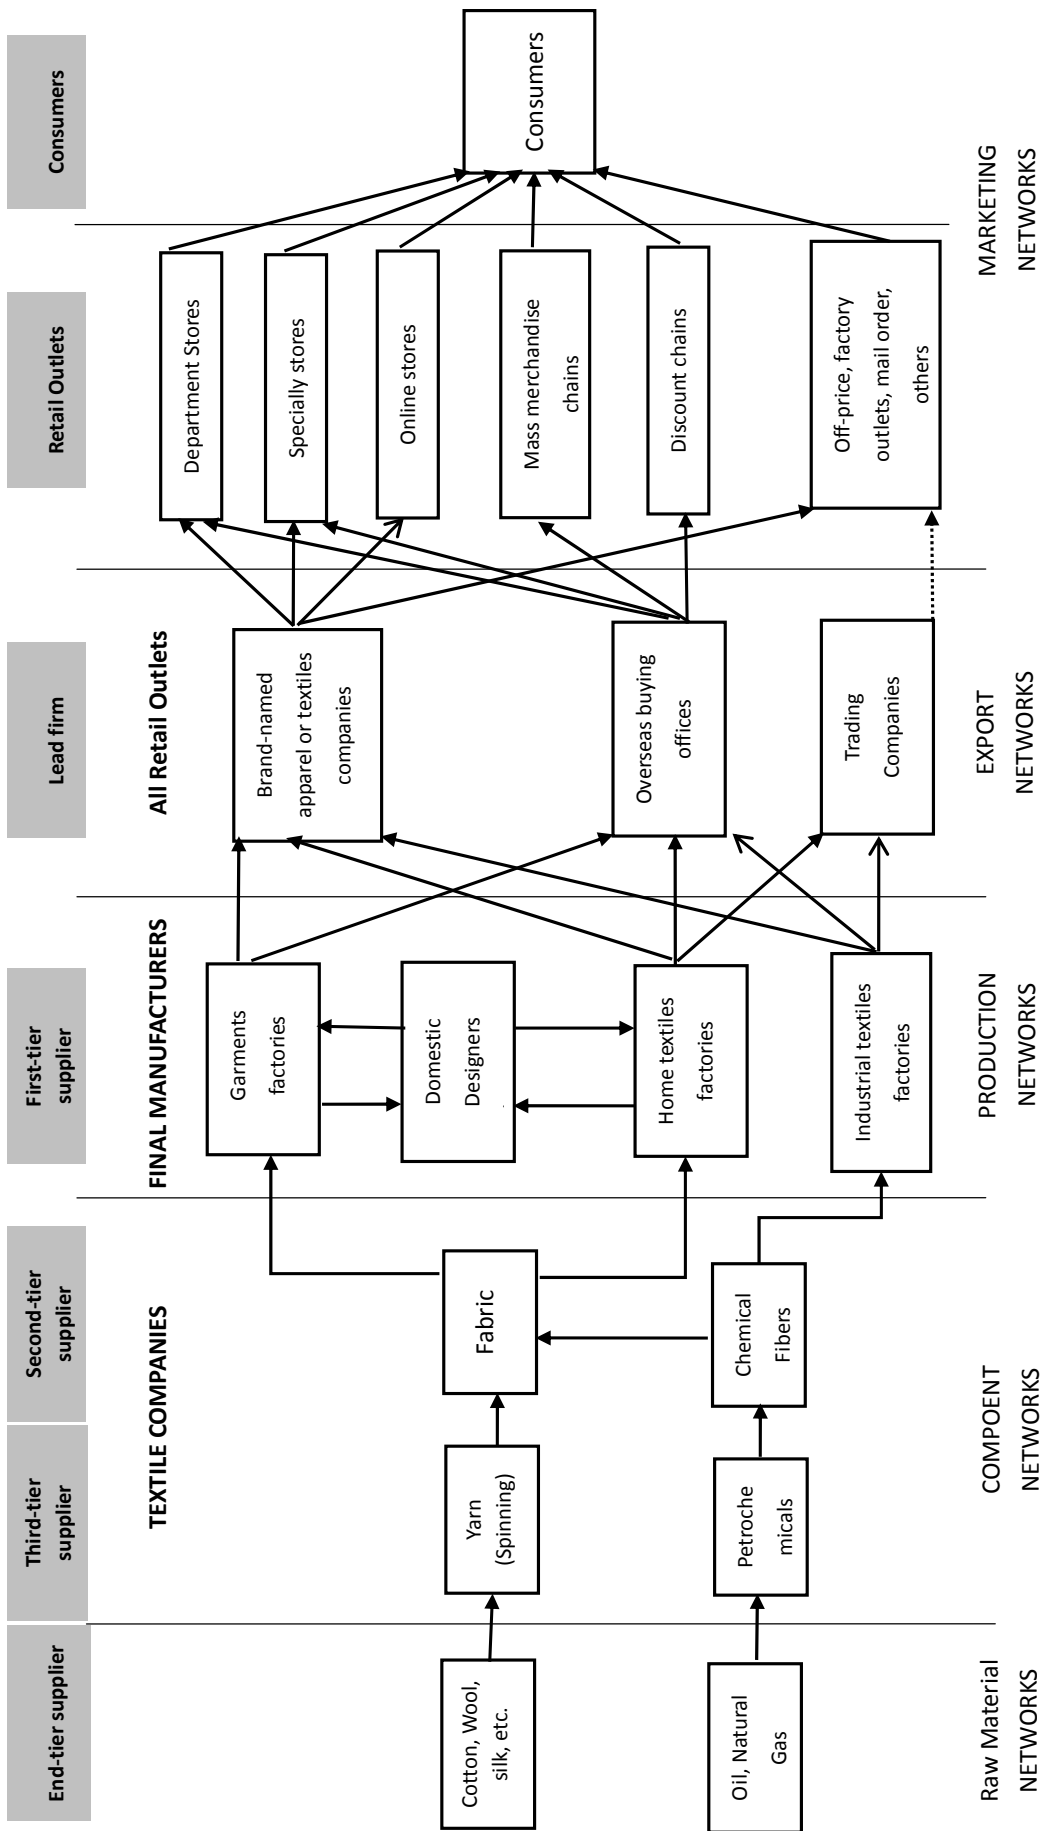 End-tier supplier
Third-tier
supplier
Second-tier
supplier
First-tier
supplier
Lead firm
Retail Outlets
Consumers
TEXTILE COMPANIES
FINAL MANUFACTURERS
All Retail Outlets
Cotton, Wool,
silk, etc.
Oil, Natural
Gas
Yarn
(Spinning)
Petroche
micals
Fabric
Chemical
Fibers
Garments
factories
Domestic
Designers
Home textiles
factories
Industrial textiles
factories
Brand-named
apparel or textiles
companies
Overseas buying
offices
Trading
Companies
Department Stores
Specially stores
Online stores
Mass merchandise
chains
Discount chains
Off-price, factory
outlets, mail order,
others
Consumers
Raw Material
NETWORKS
COMPOENT
NETWORKS
PRODUCTION
NETWORKS
EXPORT
NETWORKS
MARKETING
NETWORKS